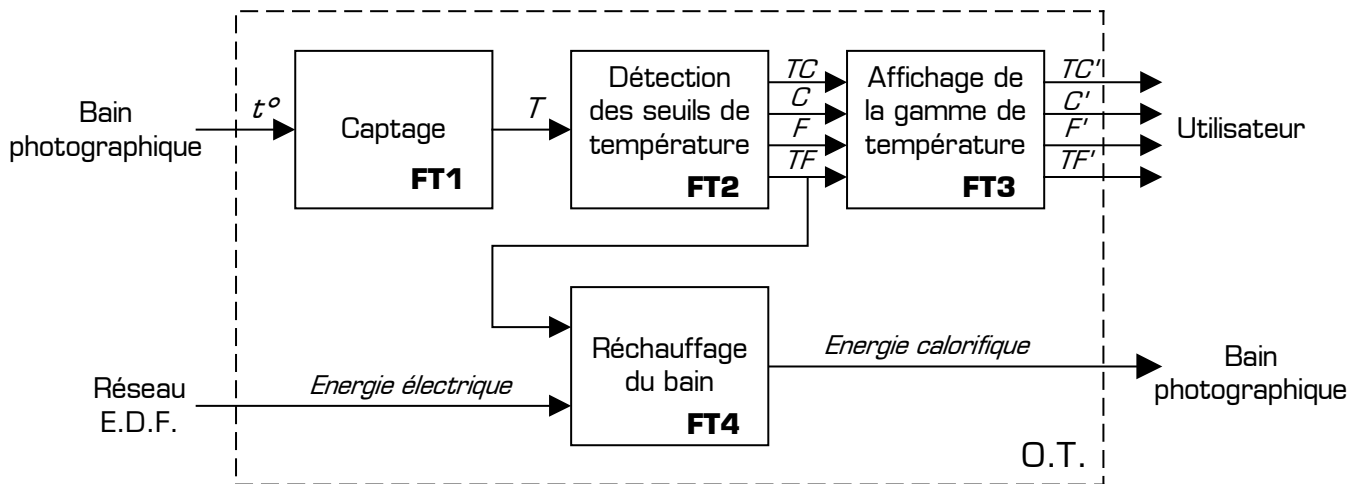 Bain
photographique
t°
Captage
FT1
T
Détection
des seuils de
température
FT2
TC
C
F
TF
Affichage de
la gamme de
température
FT3
TC'
C'
F'
TF'
Utilisateur
Réseau
E.D.F.
Energie électrique
Réchauffage
du bain
FT4
Energie calorifique
Bain
photographique
O.T.